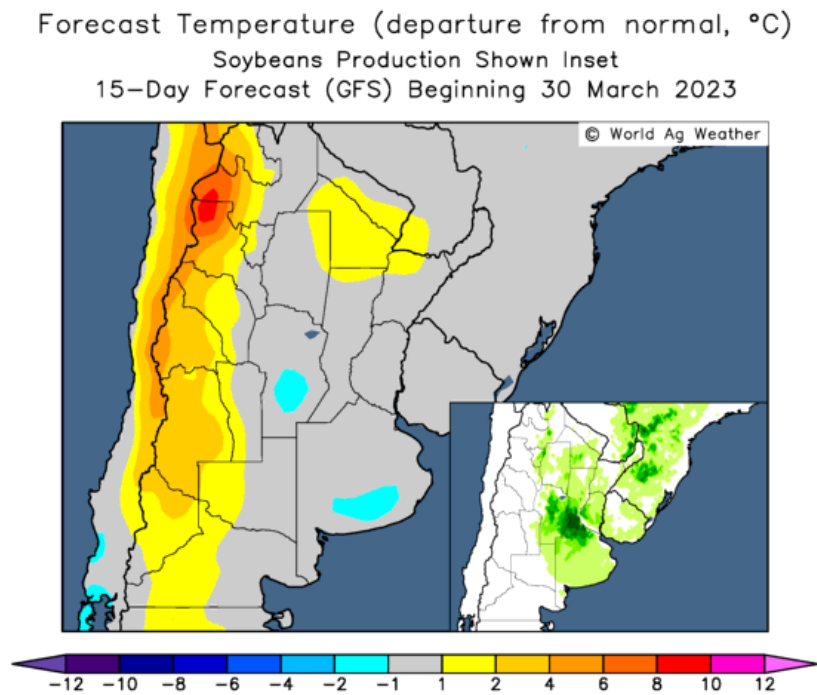 Forecast Temperature (departure from normal, °C)
Soybeans Production Shown Inset
15-Day Forecast (GFS) Beginning 30 March 2023
© World Ag Weather
-12 -10 -8 -6 -4 -2 -1 1 2 4 6 8 10 12